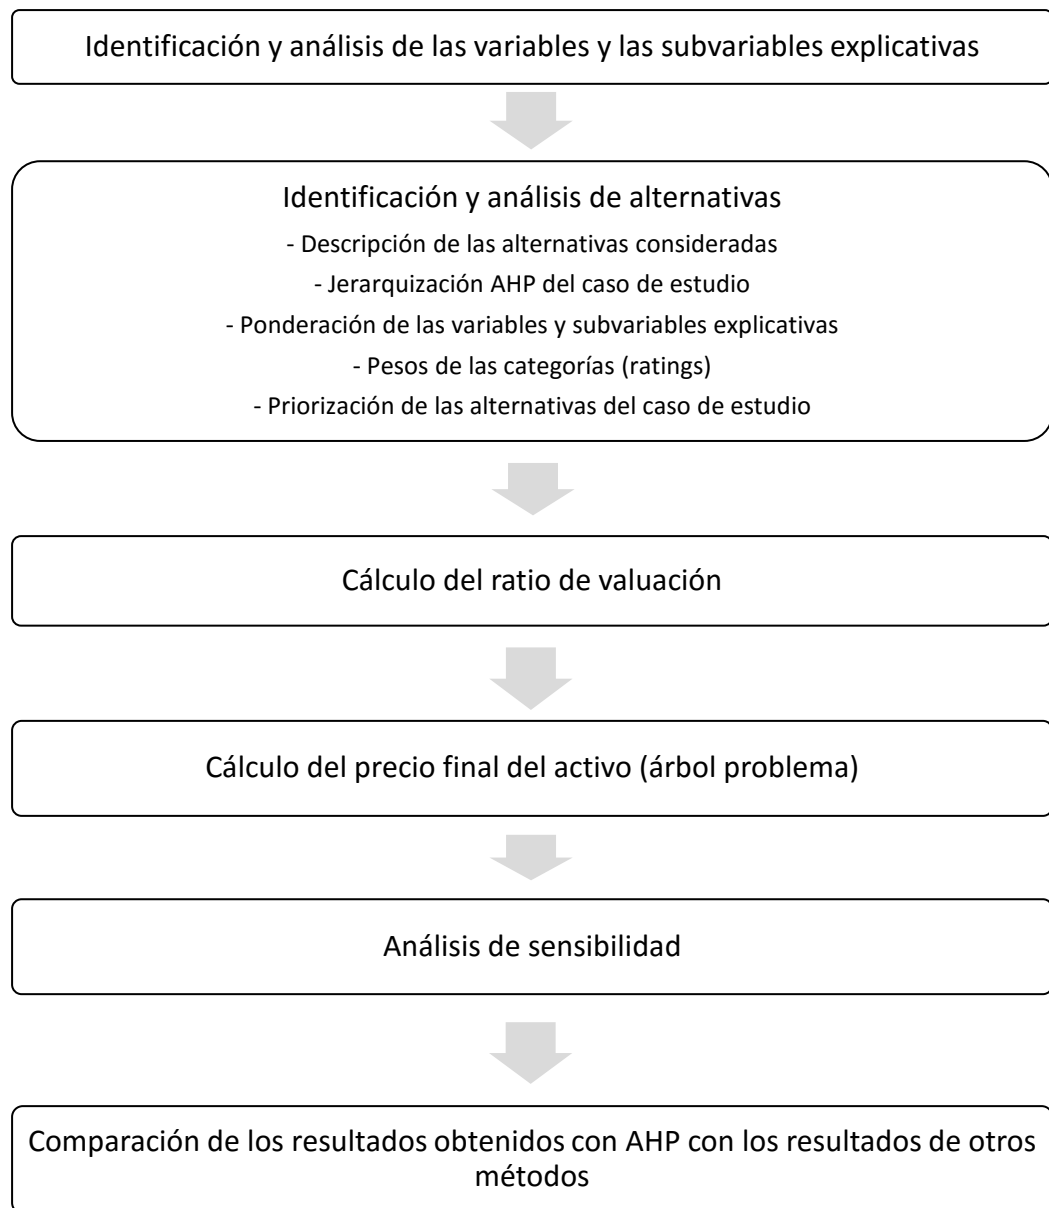 Identificación y análisis de las variables y las subvariables explicativas
Identificación y análisis de alternativas
- Descripción de las alternativas consideradas
- Jerarquización AHP del caso de estudio
- Ponderación de las variables y subvariables explicativas
- Pesos de las categorías (ratings)
- Priorización de las alternativas del caso de estudio
Cálculo del ratio de valuación
Cálculo del precio final del activo (árbol problema)
Análisis de sensibilidad
Comparación de los resultados obtenidos con AHP con los resultados de otros
métodos